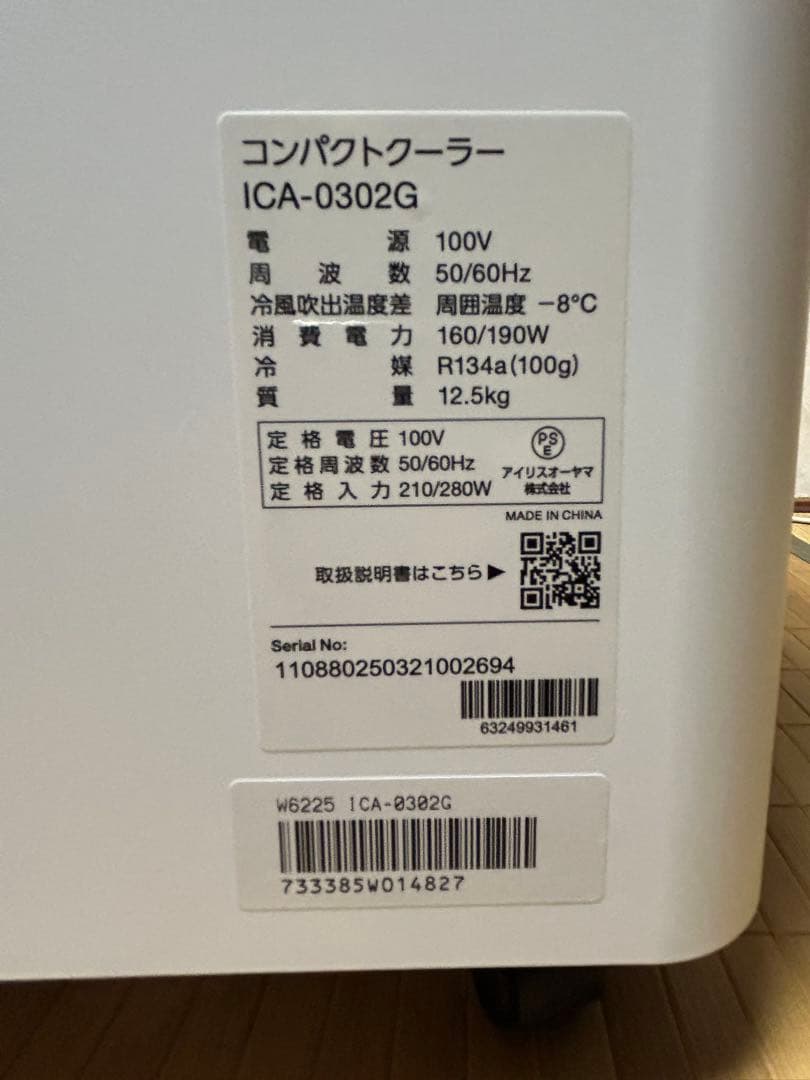 コンパクトクーラー
ICA-0302G
電源 100V
周波数 50/60Hz
冷風吹出温度差 周囲温度 −8℃
消費電力 160/190W
冷媒 R134a(100g)
質量 12.5kg
定格電圧 100V
定格周波数 50/60Hz
定格入力 210/280W
PS
E
アイリスオーヤマ
株式会社
MADE IN CHINA
取扱説明書はこちら▶
Serial No:
110880250321002694
63249931461
W6225 ICA-0302G
733385W014827